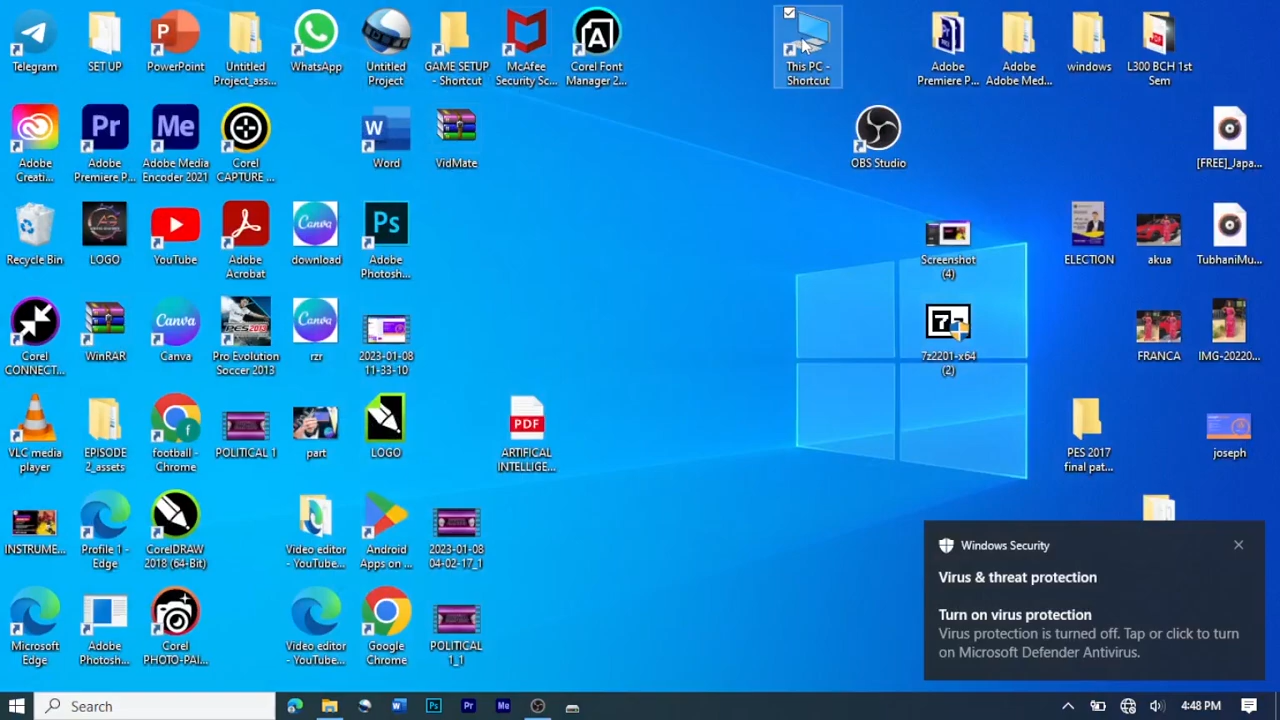 Telegram
SET UP
PowerPoint
Untitled
Project_ass...
WhatsApp
Untitled
Project
GAME SETUP
- Shortcut
McAfee
Security Sc...
Corel Font
Manager 2...
This PC -
Shortcut
Adobe
Premiere P...
Adobe
Adobe Med...
windows
L300 BCH 1st
Sem
Adobe
Creati...
Adobe
Premiere P...
Adobe Media
Encoder 2021
Corel
CAPTURE ...
Word
VidMate
OBS Studio
[FREE]_Japa...
Recycle Bin
LOGO
YouTube
Adobe
Acrobat
download
Adobe
Photosh...
Screenshot
(4)
ELECTION
akua
TubhaniMu...
Corel
CONNECT...
WinRAR
Canva
Pro Evolution
Soccer 2013
rzr
2023-01-08
11-33-10
7z2201-x64
(2)
FRANCA
IMG-20220...
VLC media
player
EPISODE
2_assets
football -
Chrome
POLITICAL 1
part
LOGO
PDF
ARTIFICAL
INTELLIGE...
PES 2017
final pat...
joseph
INSTRUME...
Profile 1 -
Edge
CorelDRAW
2018 (64-Bit)
Video editor
- YouTube...
Android
Apps on ...
2023-01-08
04-02-17_1
Microsoft
Edge
Adobe
Photosh...
Corel
PHOTO-PAI...
Video editor
- YouTube...
Google
Chrome
POLITICAL
1_1
Windows Security
Virus & threat protection
Turn on virus protection
Virus protection is turned off. Tap or click to turn
on Microsoft Defender Antivirus.
Search
4:48 PM